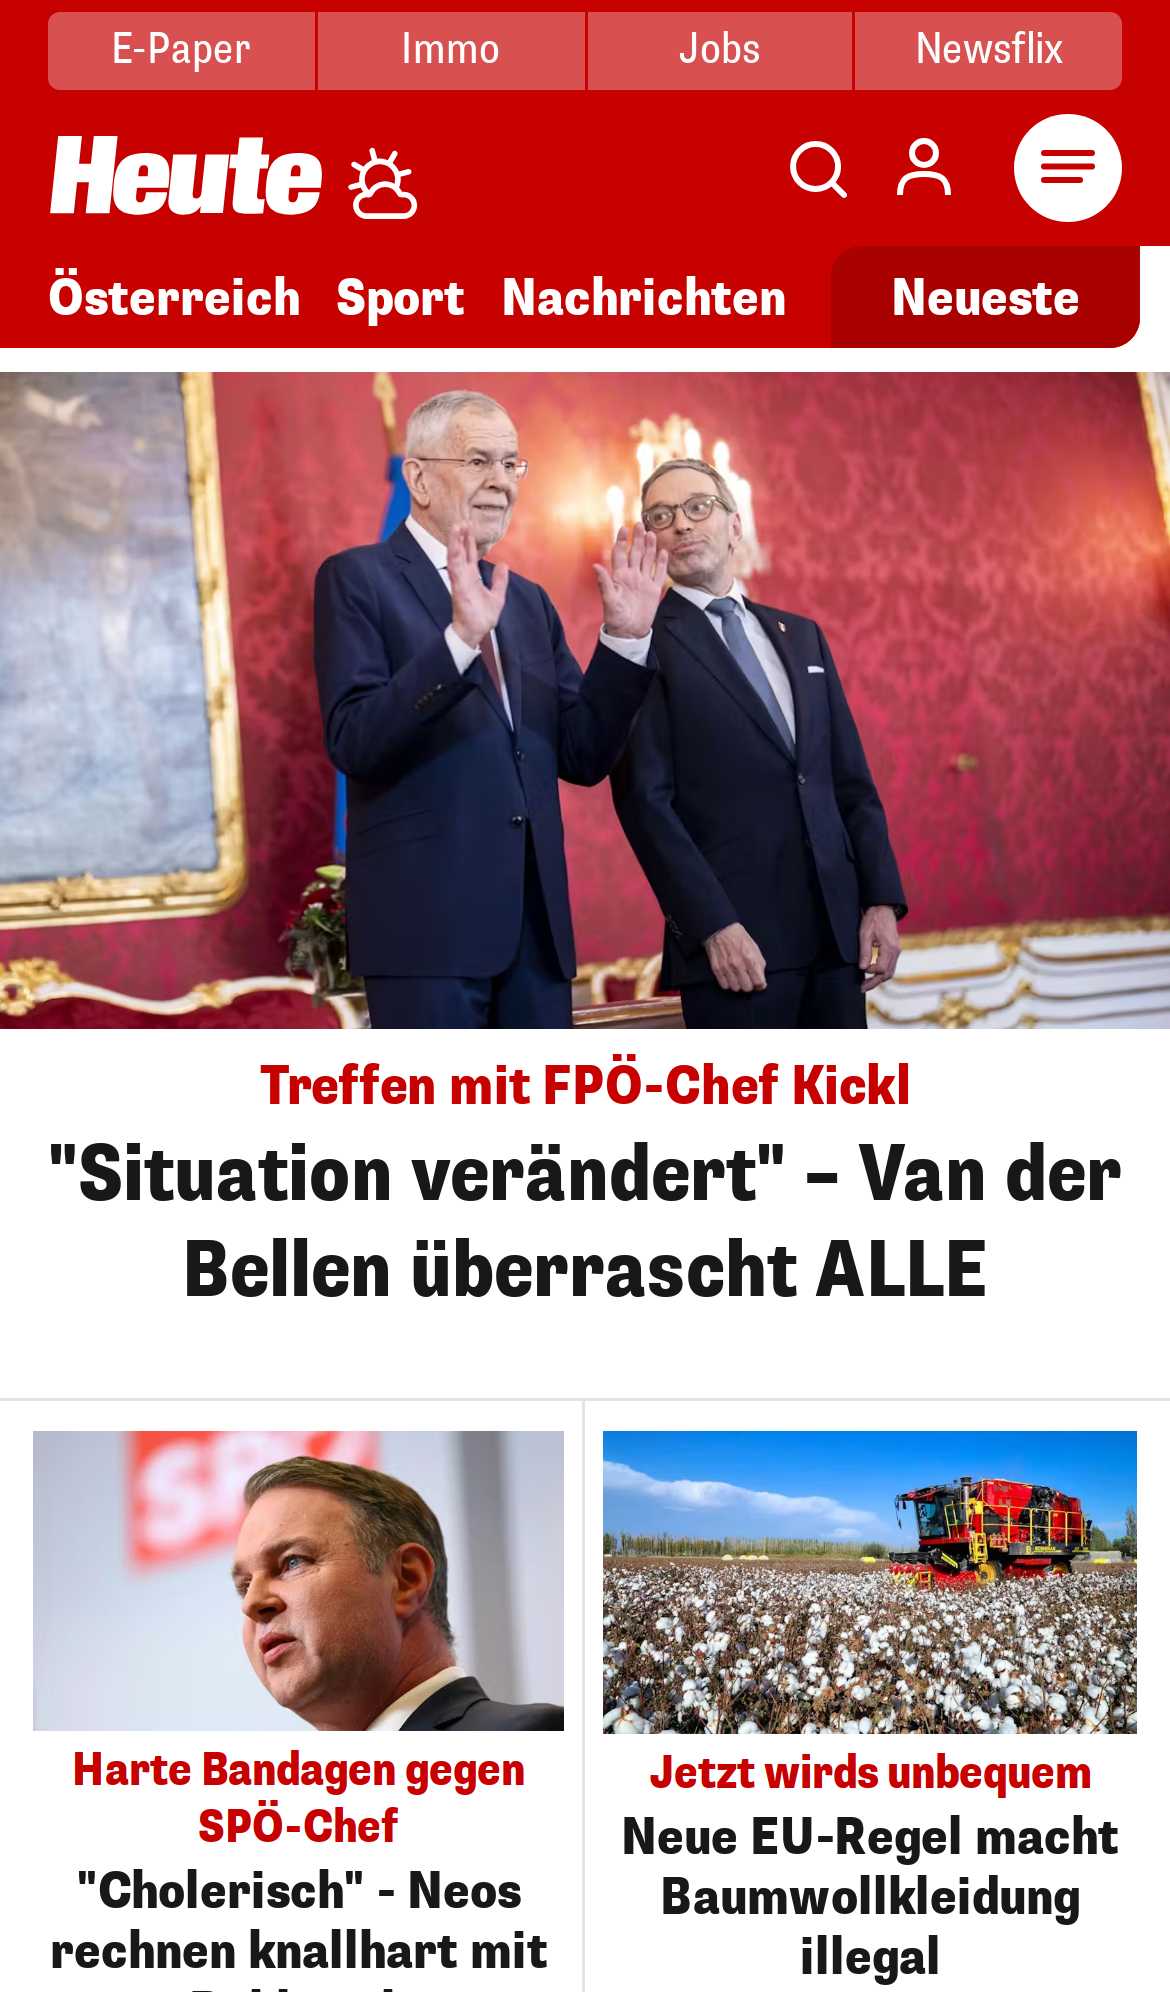 E-Paper Immo Jobs Newsflix
Heute
Österreich Sport Nachrichten Neueste
Treffen mit FPÖ-Chef Kickl
"Situation verändert" – Van der
Bellen überrascht ALLE
Harte Bandagen gegen
SPÖ-Chef
"Cholerisch" - Neos
rechnen knallhart mit
Jetzt wirds unbequem
Neue EU-Regel macht
Baumwollkleidung
illegal